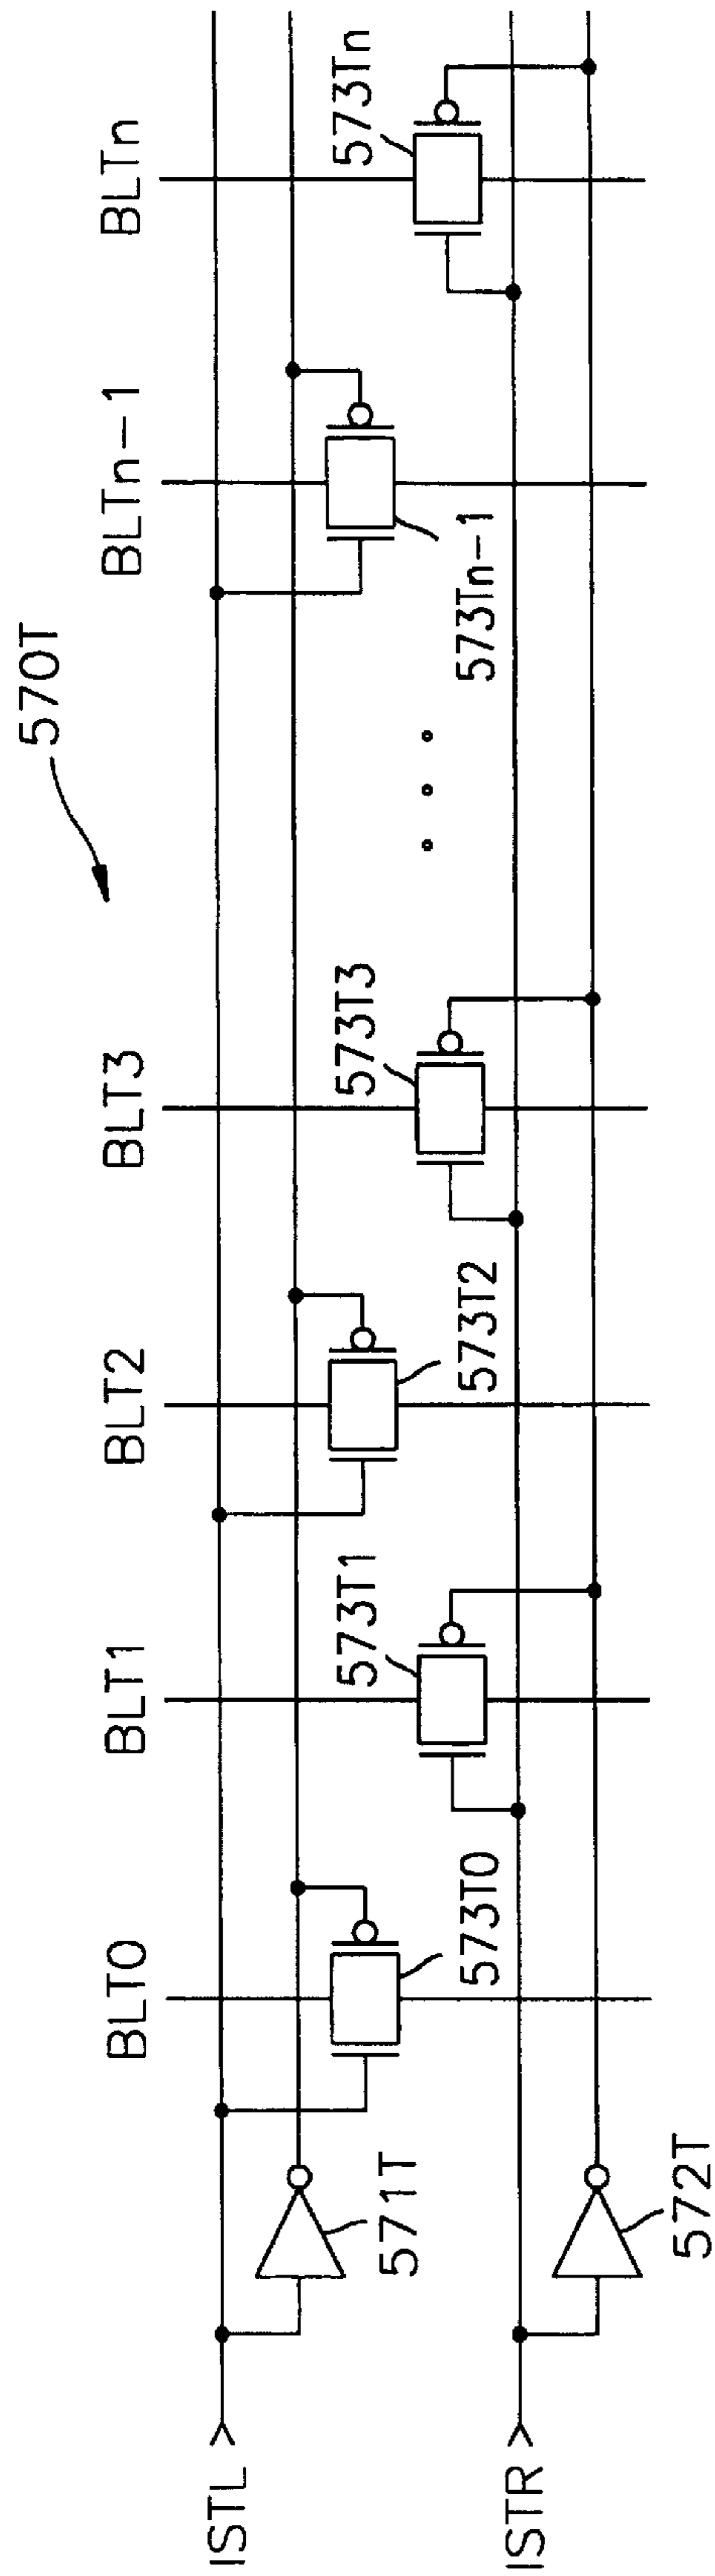 570T
BLT0
BLT1
BLT2
BLT3
BLTn-1
BLTn
573T1
573T3
573Tn
571T
573T0
573T2
573Tn-1
ISTL
ISTR
572T